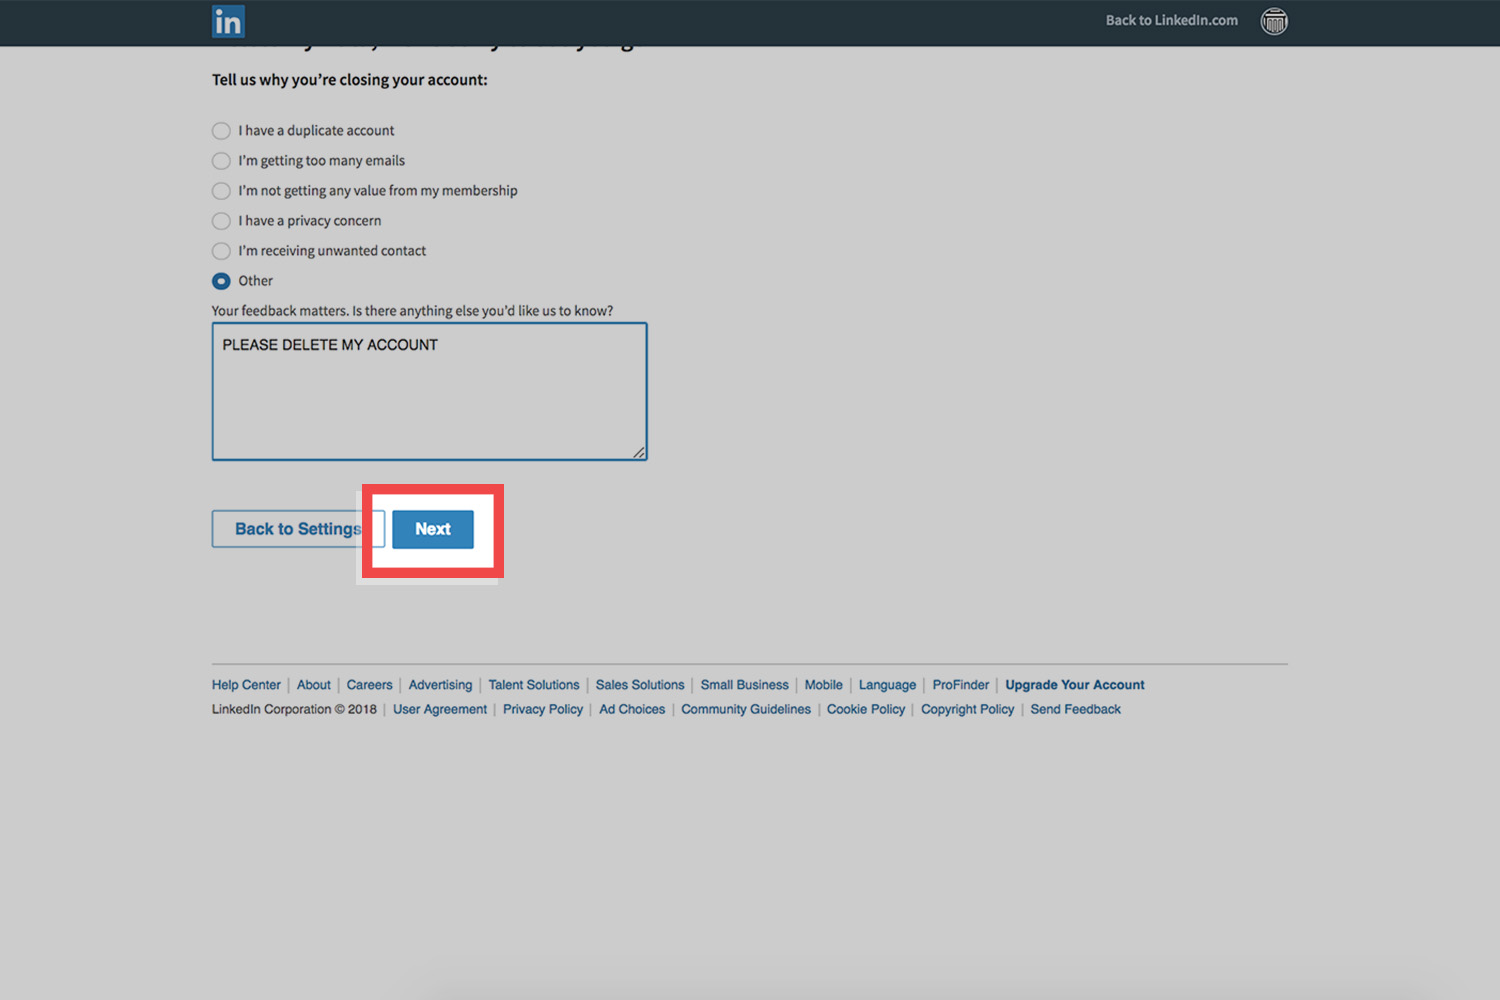 in
Back to LinkedIn.com
Tell us why you’re closing your account:
I have a duplicate account
I’m getting too many emails
I’m not getting any value from my membership
I have a privacy concern
I’m receiving unwanted contact
Other
Your feedback matters. Is there anything else you’d like us to know?
PLEASE DELETE MY ACCOUNT
Back to Settings
Next
Help Center | About | Careers | Advertising | Talent Solutions | Sales Solutions | Small Business | Mobile | Language | ProFinder | Upgrade Your Account
LinkedIn Corporation © 2018 | User Agreement | Privacy Policy | Ad Choices | Community Guidelines | Cookie Policy | Copyright Policy | Send Feedback